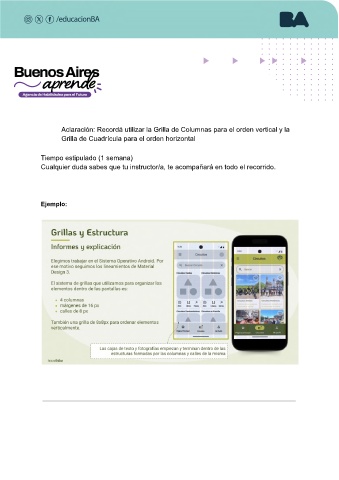 /educacionBA
BA
Buenos Aires
aprende
Agencia de Habilidades para el Futuro
Aclaración: Recordá utilizar la Grilla de Columnas para el orden vertical y la
Grilla de Cuadrícula para el orden horizontal
Tiempo estipulado (1 semana)
Cualquier duda sabes que tu instructor/a, te acompañará en todo el recorrido.
Ejemplo:
Grillas y Estructura
Informes y explicación
Elegimos trabajar en el Sistema Operativo Android. Por
ese motivo seguimos los lineamientos de Material
Design 3.
El sistema de grillas que utilizamos para organizar los
elementos dentro de las pantallas es:
4 columnas
márgenes de 16 px
calles de 8 px
También una grilla de 8x8px para ordenar elementos
verticalmente.
Las cajas de texto y fotografías empiezan y terminan dentro de las
estructuras formadas por las columnas y calles de la misma